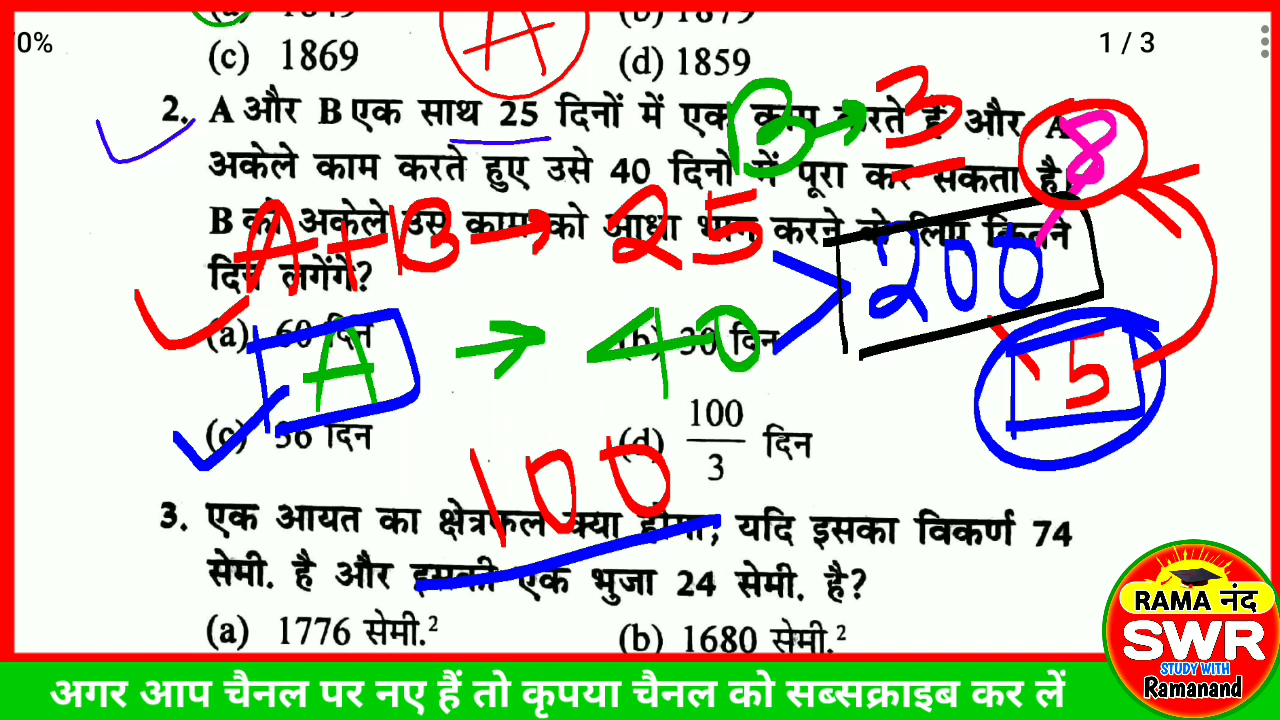 70%
1 / 3
(c) 1869 (d) 1859
2. A और B एक साथ 25 दिनों में एक काम करते हैं और A
अकेले काम करते हुए उसे 40 दिनों में पूरा कर सकता है,
B को अकेले उस काम को आधा भाग करने के लिए कितने
दिन लगेंगे?
(a) 60 दिन (b) 30 दिन
(c) दिन (d) 100/3 दिन
3. एक आयत का क्षेत्रफल क्या होगा, यदि इसका विकर्ण 74
सेमी. है और इसकी एक भुजा 24 सेमी. है?
(a) 1776 सेमी.² (b) 1680 सेमी.²
A
B → 3
8
A+B → 25
200
A → 40
5
100
RAMA नंद
SWR
STUDY WITH
Ramanand
अगर आप चैनल पर नए हैं तो कृपया चैनल को सब्सक्राइब कर लें